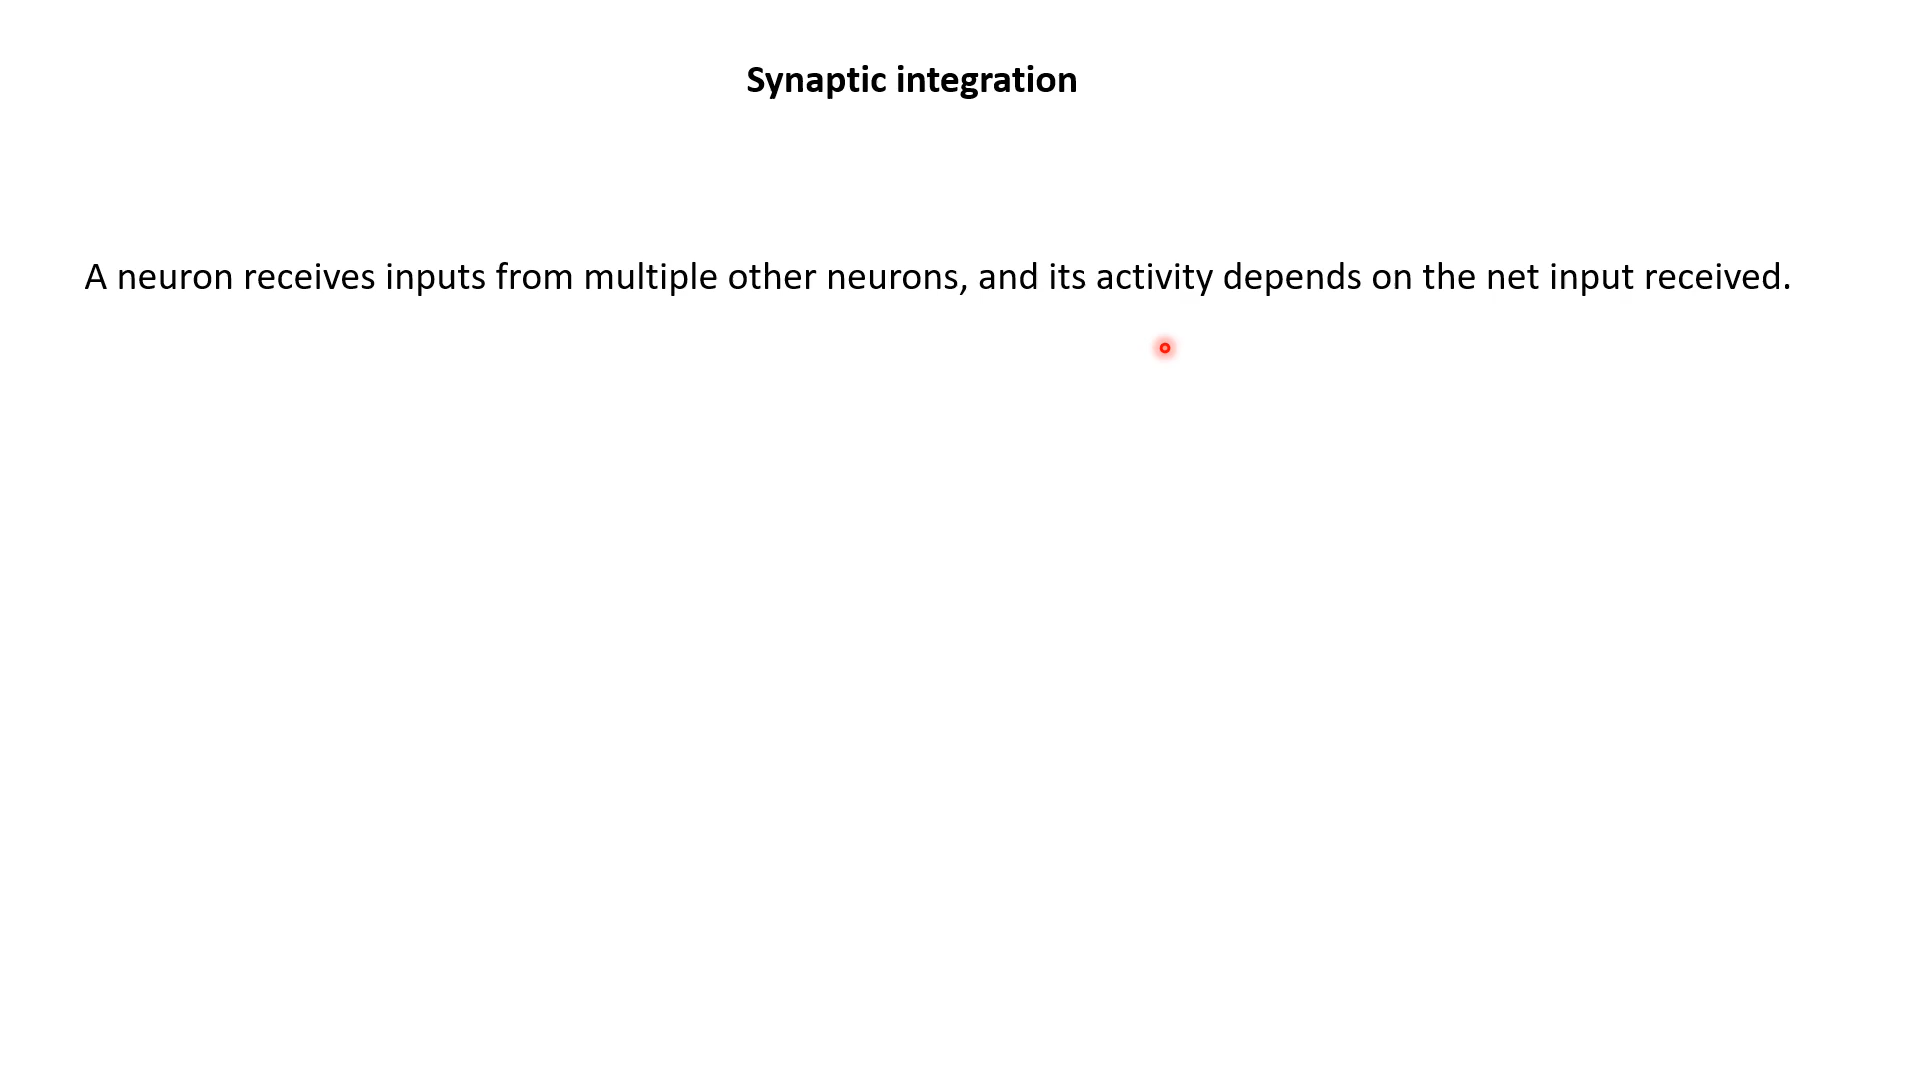 Synaptic integration
A neuron receives inputs from multiple other neurons, and its activity depends on the net input received.